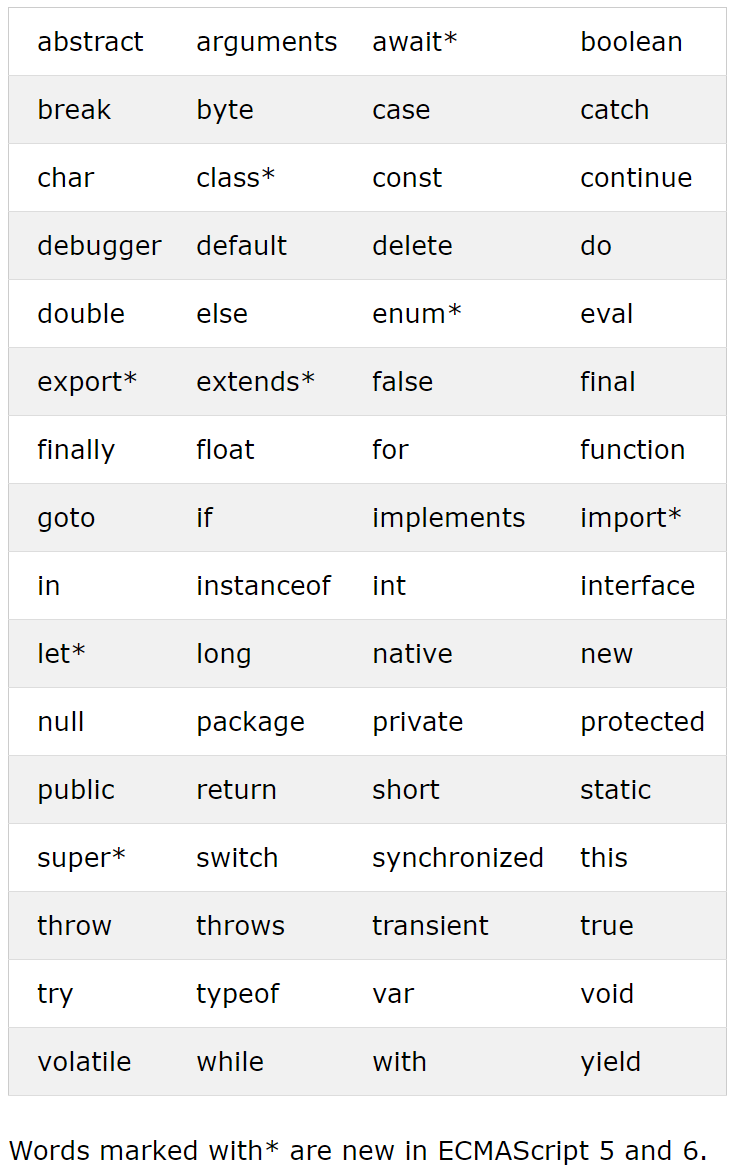 abstract arguments await* boolean
break byte case catch
char class* const continue
debugger default delete do
double else enum* eval
export* extends* false final
finally float for function
goto if implements import*
in instanceof int interface
let* long native new
null package private protected
public return short static
super* switch synchronized this
throw throws transient true
try typeof var void
volatile while with yield
Words marked with* are new in ECMAScript 5 and 6.